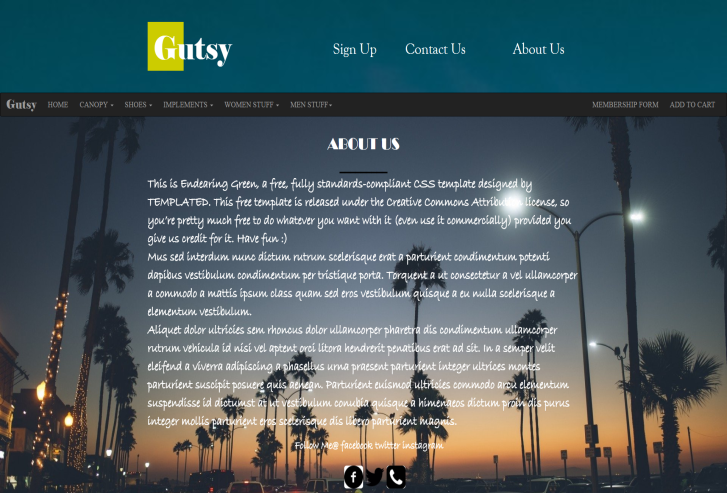 Gutsy
Sign Up Contact Us About Us
Gutsy HOME CANOPY SHOES IMPLEMENTS WOMEN STUFF MEN STUFF MEMBERSHIP FORM ADD TO CART
ABOUT US
This is Endearing Green, a free, fully standards-compliant CSS template designed by
TEMPLATED. This free template is released under the Creative Commons Attribution license, so
you're pretty much free to do whatever you want with it (even use it commercially) provided you
give us credit for it. Have fun :)
Mus sed interdum nunc dictum rutrum scelerisque erat a parturient condimentum potenti
dapibus vestibulum condimentum per tristique porta. Torquent a ut consectetur a vel ullamcorper
a commodo a mattis ipsum class quam sed eros vestibulum quisque a eu nulla scelerisque a
elementum vestibulum.
Aliquet dolor ultricies sem rhoncus dolor ullamcorper pharetra dis condimentum ullamcorper
rutrum vehicula id nisi vel aptent orci litora hendrerit penatibus erat ad sit. In a semper velit
eleifend a viverra adipiscing a phasellus urna praesent parturient integer ultrices montes
parturient suscipit posuere quis aenean. Parturient euismod ultricies commodo arcu elementum
suspendisse id dictumst at ut vestibulum conubia quisque a himenaeos dictum proin dis purus
integer mollis parturient eros scelerisque dis libero parturient magnis.
Follow Me@ facebook twitter instagram